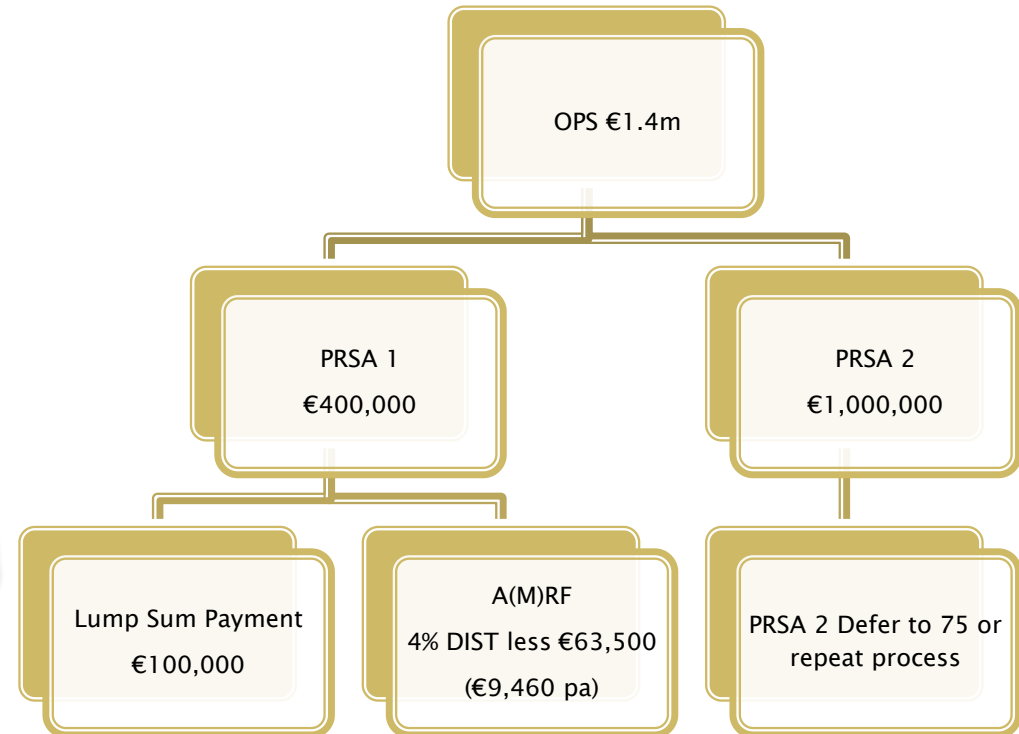 OPS €1.4m
PRSA 1
€400,000
PRSA 2
€1,000,000
Lump Sum Payment
€100,000
A(M)RF
4% DIST less €63,500
(€9,460 pa)
PRSA 2 Defer to 75 or
repeat process